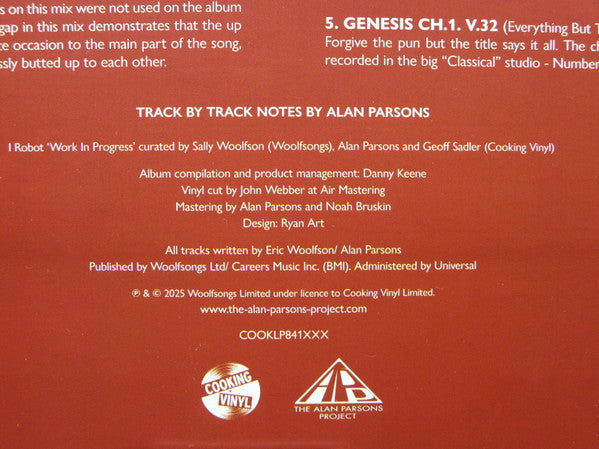 s on this mix were not used on the album
gap in this mix demonstrates that the up
ce occasion to the main part of the song,
ssly butted up to each other.
5. GENESIS CH.1. V.32 (Everything But T
Forgive the pun but the title says it all. The ch
recorded in the big “Classical” studio - Number
TRACK BY TRACK NOTES BY ALAN PARSONS
I Robot ‘Work In Progress’ curated by Sally Woolfson (Woolfsongs), Alan Parsons and Geoff Sadler (Cooking Vinyl)
Album compilation and product management: Danny Keene
Vinyl cut by John Webber at Air Mastering
Mastering by Alan Parsons and Noah Bruskin
Design: Ryan Art
All tracks written by Eric Woolfson/ Alan Parsons
Published by Woolfsongs Ltd/ Careers Music Inc. (BMI). Administered by Universal
℗ & © 2025 Woolfsongs Limited under licence to Cooking Vinyl Limited.
www.the-alan-parsons-project.com
COOKLP841XXX
COOKING
VINYL
APP
THE ALAN PARSONS
PROJECT